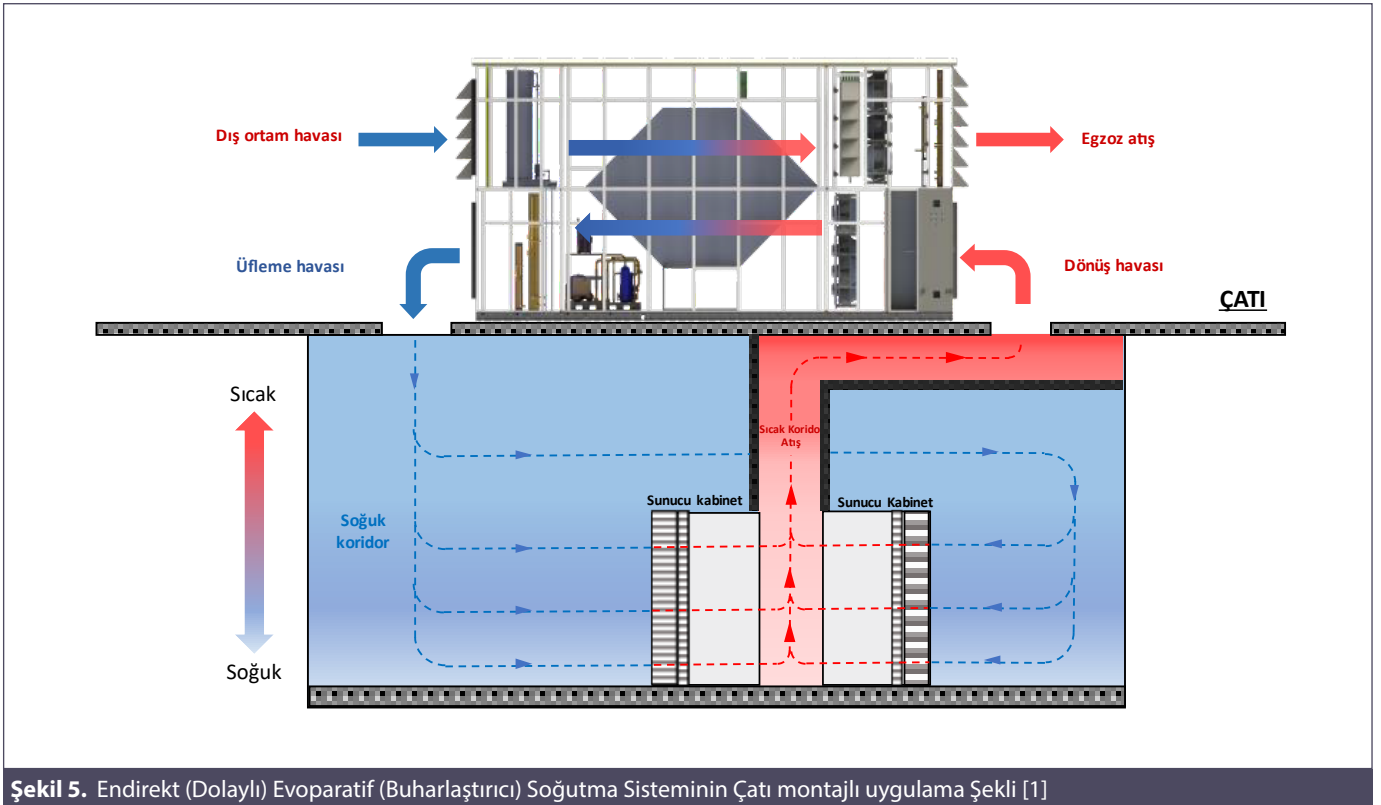 Dış ortam havası
Egzoz atış
Üfleme havası
Dönüş havası
ÇATI
Sıcak
Sıcak Korido
Atış
Sunucu kabinet
Sunucu Kabinet
Soğuk
koridor
Soğuk
Şekil 5. Endirekt (Dolaylı) Evoparatif (Buharlaştırıcı) Soğutma Sisteminin Çatı montajlı uygulama Şekli [1]